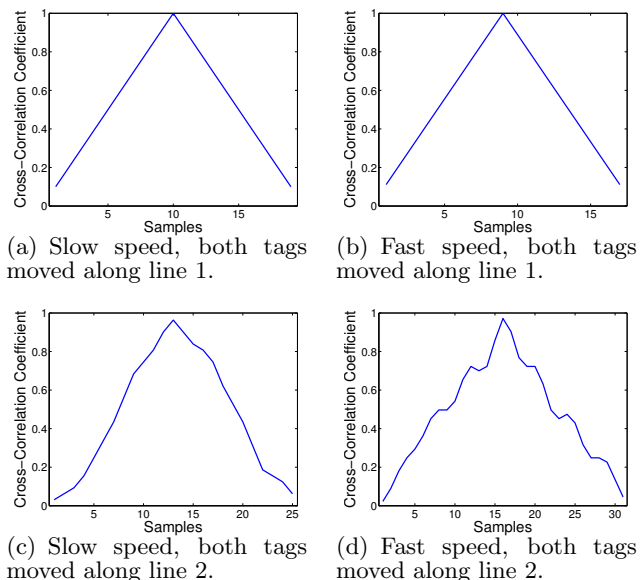 Cross-Correlation Coefficient
1
0.8
0.6
0.4
0.2
0
5 10 15
Samples
(a) Slow speed, both tags
moved along line 1.
Cross-Correlation Coefficient
1
0.8
0.6
0.4
0.2
0
5 10 15
Samples
(b) Fast speed, both tags
moved along line 1.
Cross-Correlation Coefficient
1
0.8
0.6
0.4
0.2
0
5 10 15 20 25
Samples
(c) Slow speed, both tags
moved along line 2.
Cross-Correlation Coefficient
1
0.8
0.6
0.4
0.2
0
5 10 15 20 25 30
Samples
(d) Fast speed, both tags
moved along line 2.